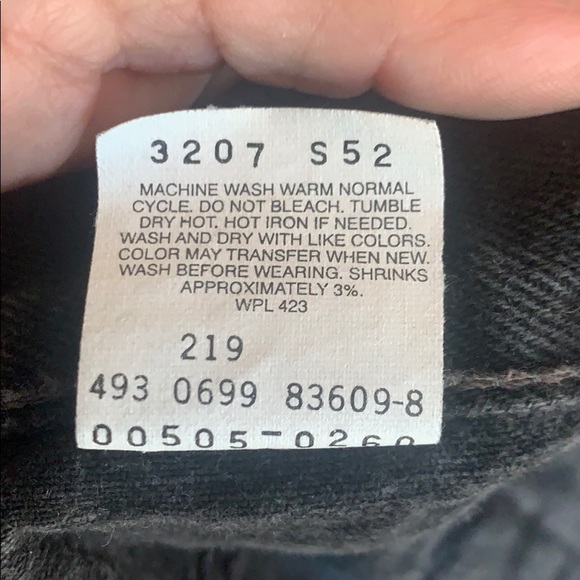 3207 S52
MACHINE WASH WARM NORMAL
CYCLE. DO NOT BLEACH. TUMBLE
DRY HOT. HOT IRON IF NEEDED.
WASH AND DRY WITH LIKE COLORS.
COLOR MAY TRANSFER WHEN NEW.
WASH BEFORE WEARING. SHRINKS
APPROXIMATELY 3%.
WPL 423
219
493 0699 83609-8
00505-0260